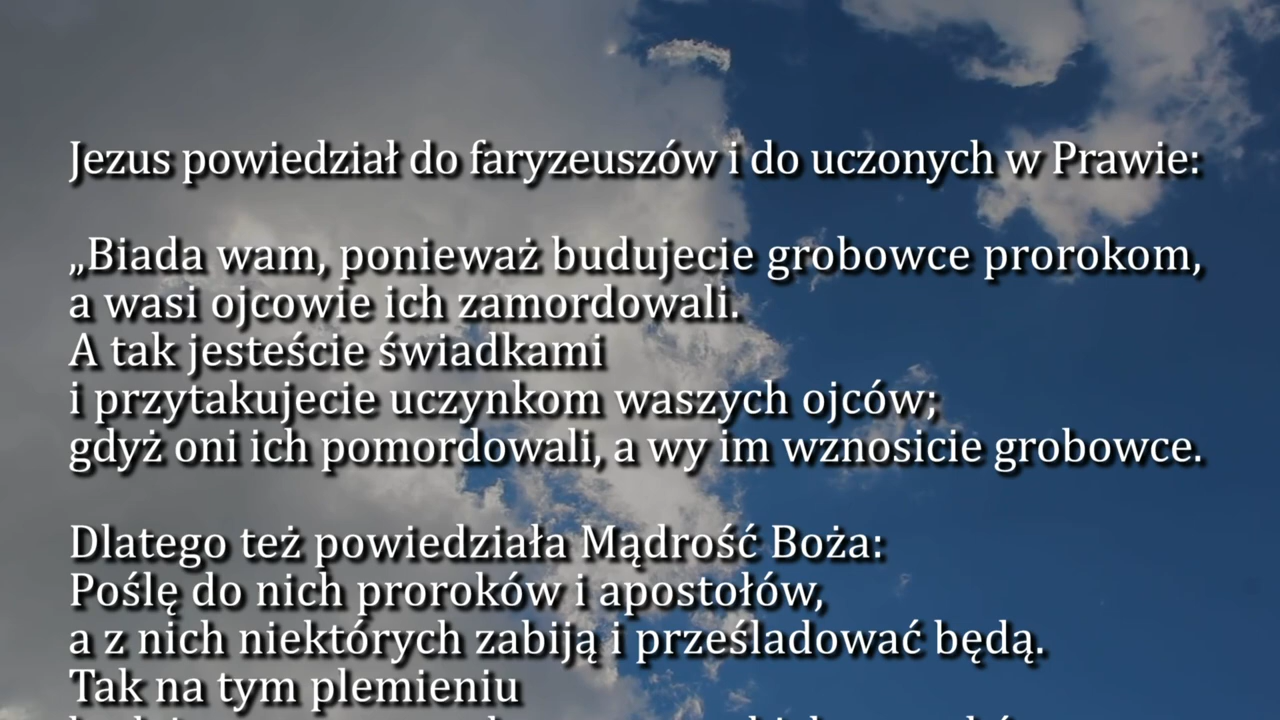 Jezus powiedział do faryzeuszów i do uczonych w Prawie:
„Biada wam, ponieważ budujecie grobowce prorokom,
a wasi ojcowie ich zamordowali.
A tak jesteście świadkami
i przytakujecie uczynkom waszych ojców;
gdyż oni ich pomordowali, a wy im wznosicie grobowce.
Dlatego też powiedziała Mądrość Boża:
Poślę do nich proroków i apostołów,
a z nich niektórych zabiją i prześladować będą.
Tak na tym plemieniu